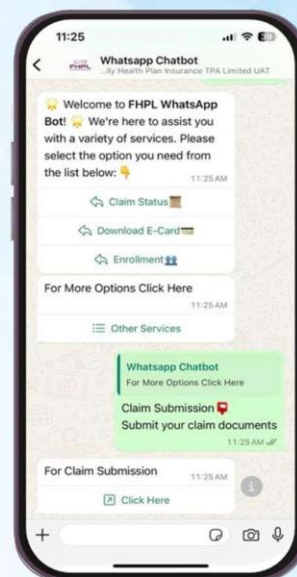 11:25
FHPL
Whatsapp Chatbot
...ily Health Plan Insurance TPA Limited UAT
🌟 Welcome to FHPL WhatsApp
Bot! 🌟 We're here to assist you
with a variety of services. Please
select the option you need from
the list below: 👇
11:25 AM
Claim Status
Download E-Card
Enrollment 👥
For More Options Click Here
11:25 AM
Other Services
Whatsapp Chatbot
For More Options Click Here
Claim Submission 📮
Submit your claim documents
11:25 AM
For Claim Submission
11:25 AM
Click Here